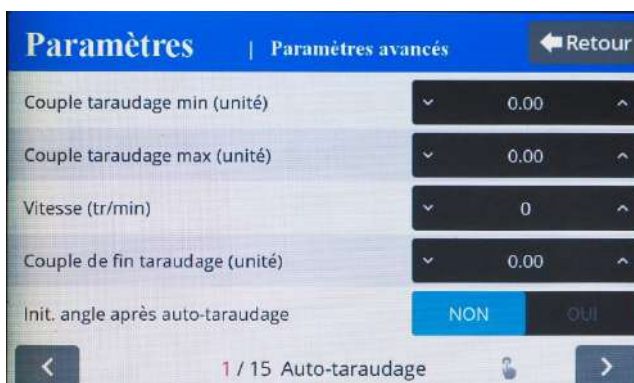 Paramètres | Paramètres avancés Retour
Couple taraudage min (unité) 0.00
Couple taraudage max (unité) 0.00
Vitesse (tr/min) 0
Couple de fin taraudage (unité) 0.00
Init. angle après auto-taraudage NON OUI
1 / 15 Auto-taraudage